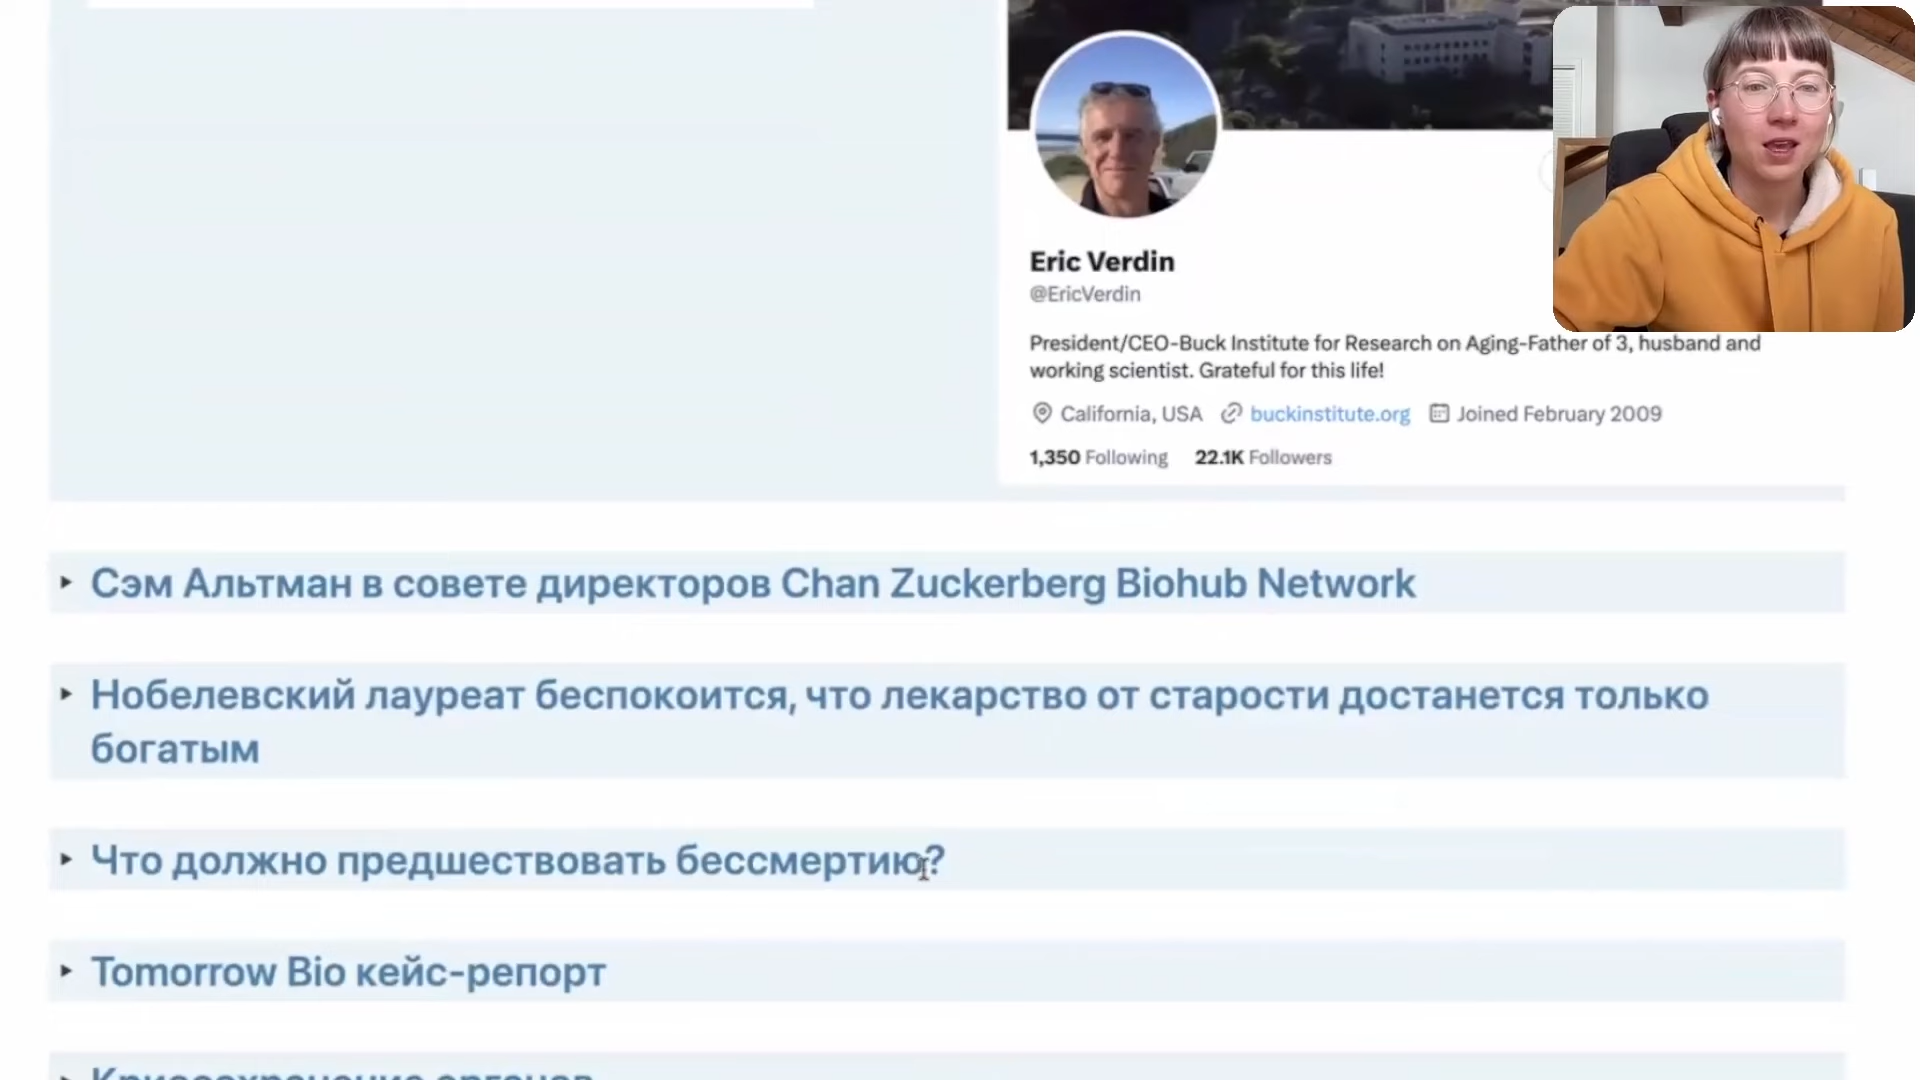 Eric Verdin
@EricVerdin
President/CEO-Buck Institute for Research on Aging-Father of 3, husband and
working scientist. Grateful for this life!
California, USA buckinstitute.org Joined February 2009
1,350 Following 22.1K Followers
Сэм Альтман в совете директоров Chan Zuckerberg Biohub Network
Нобелевский лауреат беспокоится, что лекарство от старости достанется только
богатым
Что должно предшествовать бессмертию?
Tomorrow Bio кейс-репорт